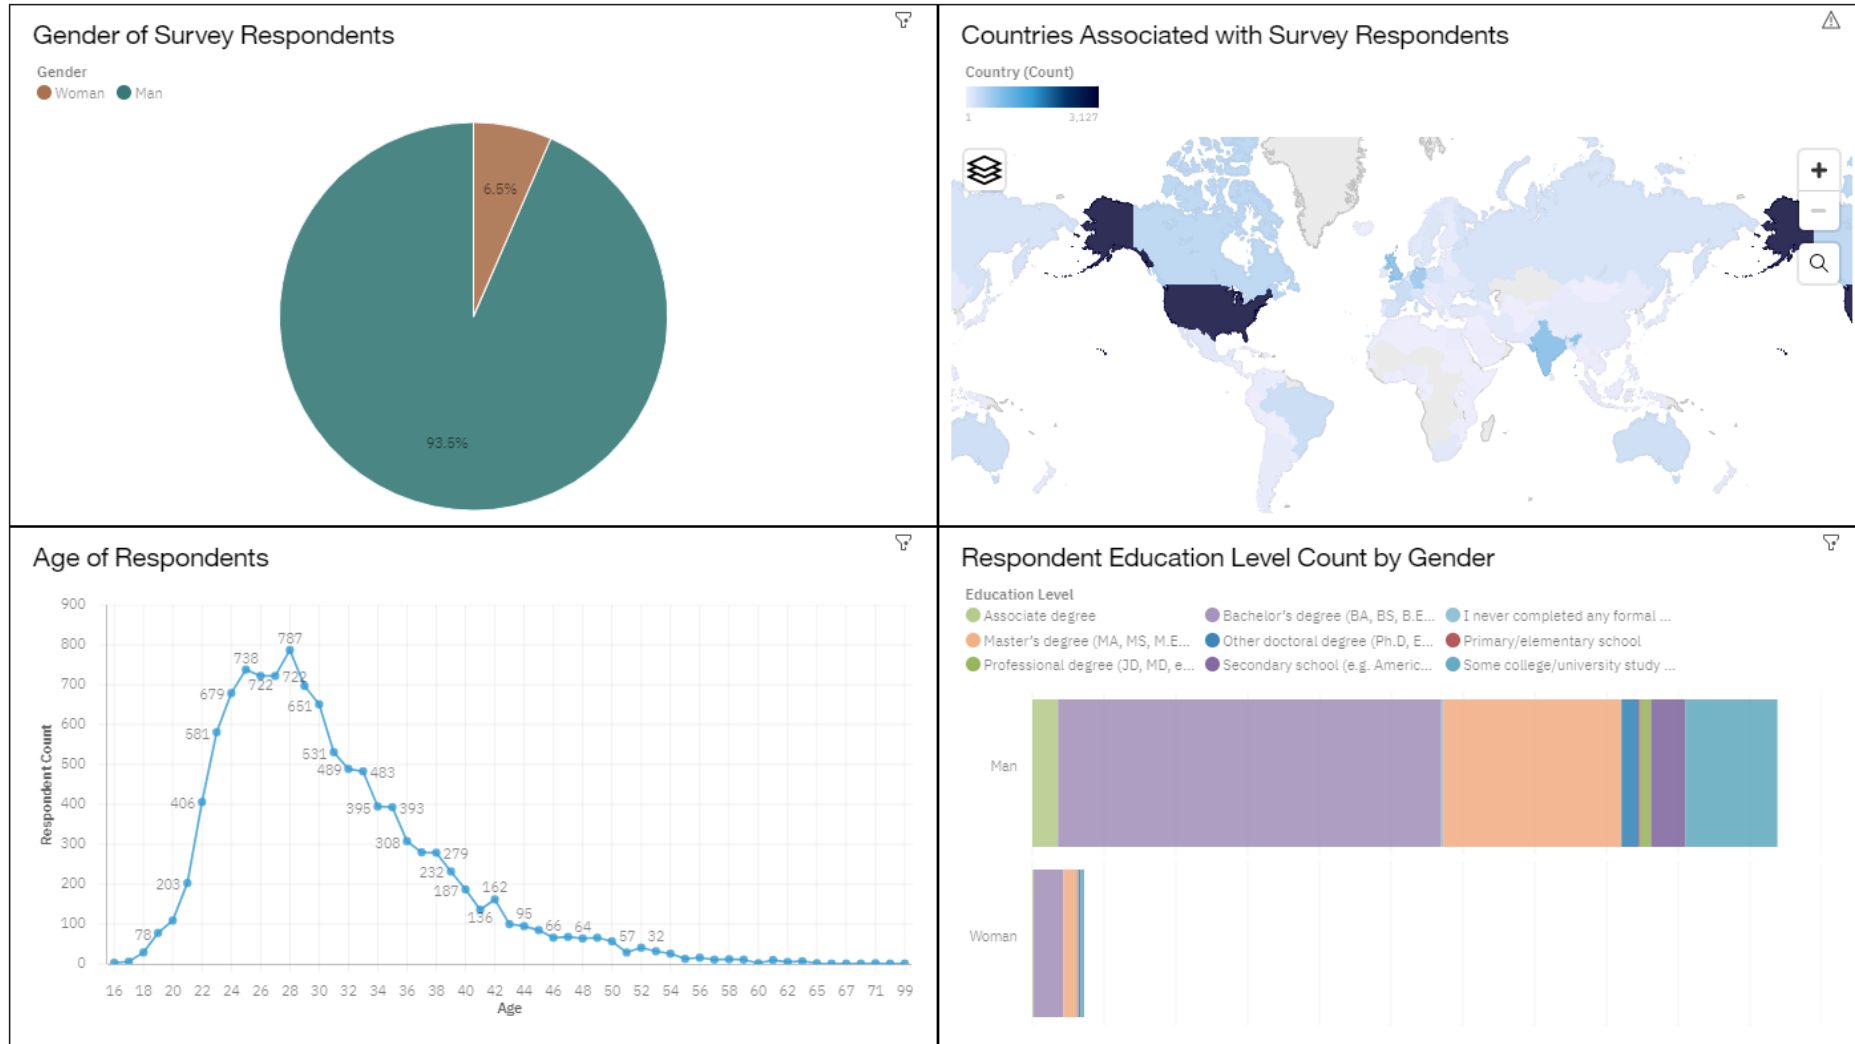 Gender of Survey Respondents
Gender
Woman Man
6.5%
93.5%
Countries Associated with Survey Respondents
Country (Count)
1 3,127
Age of Respondents
900
800
700
600
500
400
300
200
100
0
Respondent Count
78
203
406
581
679
738
722
722
787
651
531
489
483
395
393
308
279
232
187
136
162
95
66
64
57
32
16 18 20 22 24 26 28 30 32 34 36 38 40 42 44 46 48 50 52 54 56 58 60 62 65 67 71 99
Age
Respondent Education Level Count by Gender
Education Level
Associate degree Bachelor's degree (BA, BS, B.E... I never completed any formal ...
Master's degree (MA, MS, M.E... Other doctoral degree (Ph.D, E... Primary/elementary school
Professional degree (JD, MD, e... Secondary school (e.g. Americ... Some college/university study ...
Man
Woman